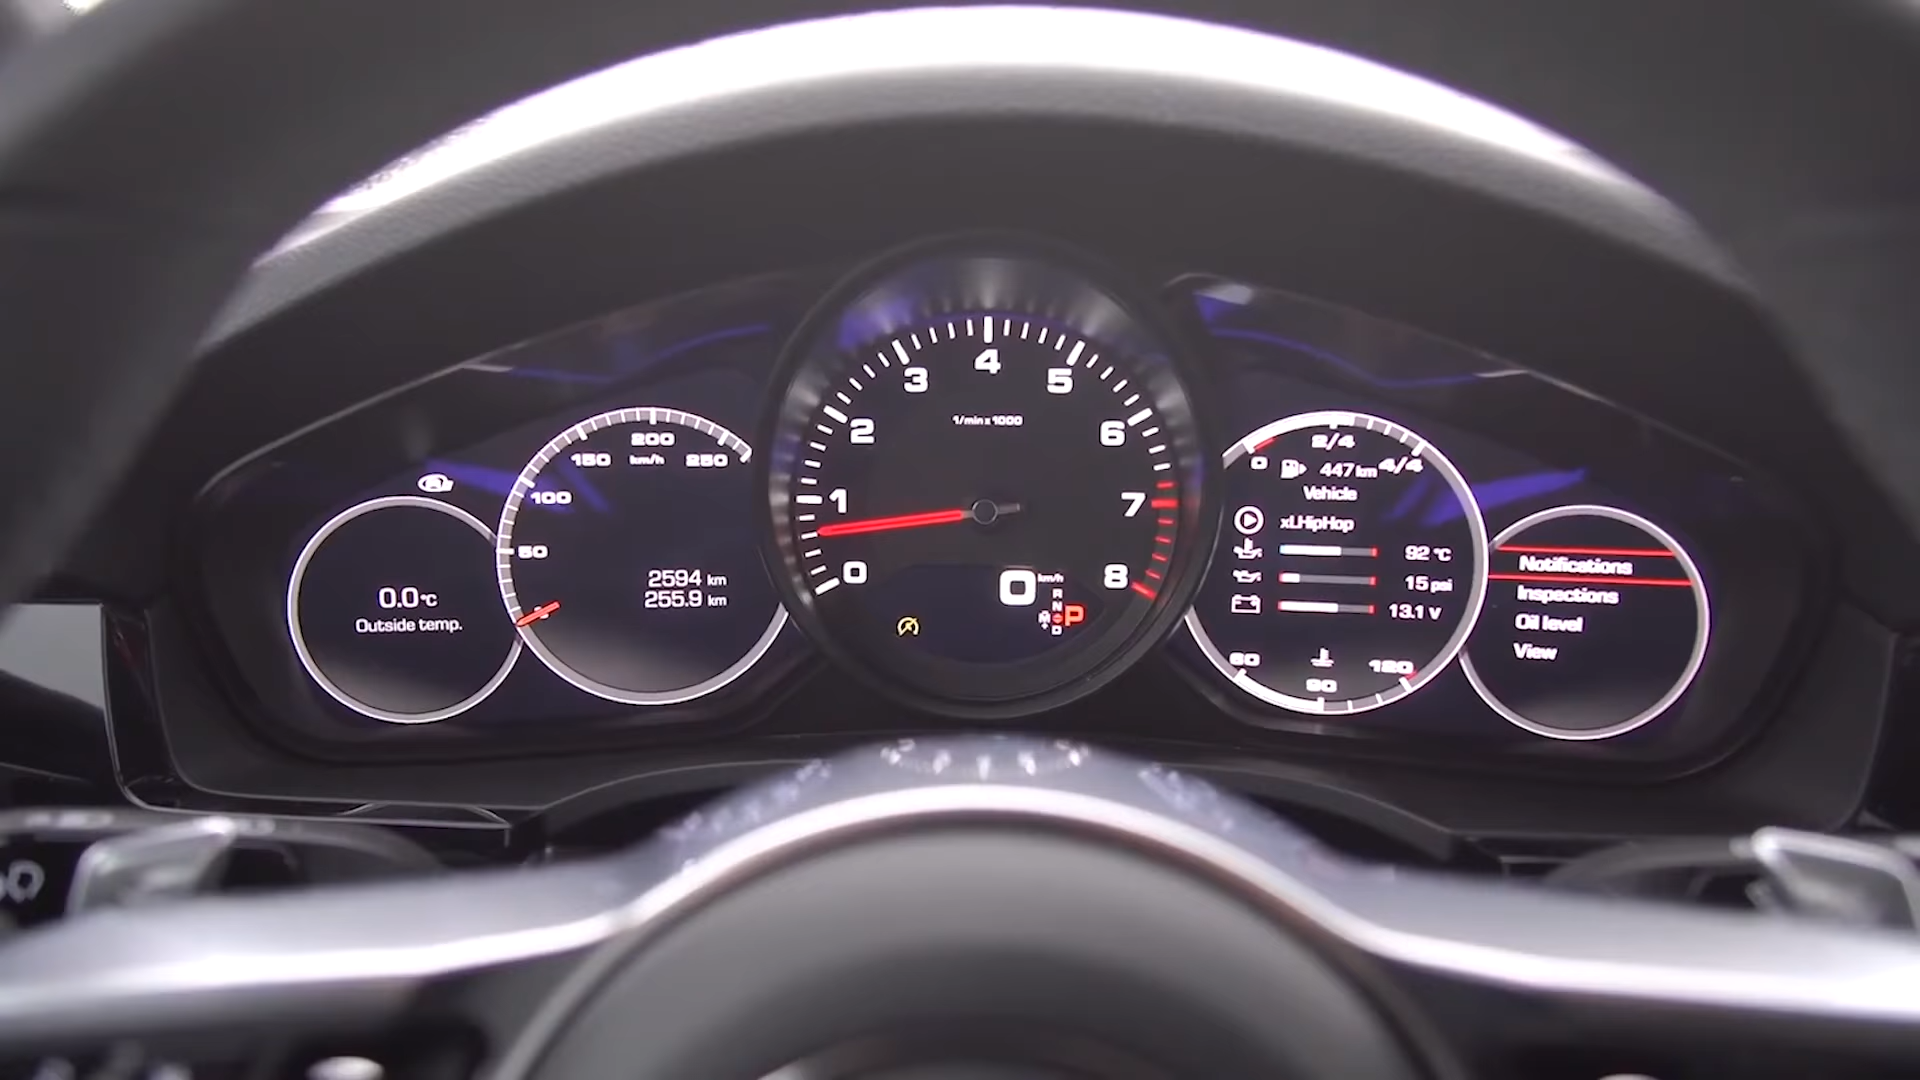 0.0°C
Outside temp.
50
100
150
200
250
km/h
2594 km
255.9 km
0
1
2
3
4
5
6
7
8
1/min x 1000
0 km/h
R
N
D
M
P
0
2/4
4/4
447 km
Vehicle
xLHipHop
92 °C
15 psi
13.1 V
60
90
120
Notifications
Inspections
Oil level
View